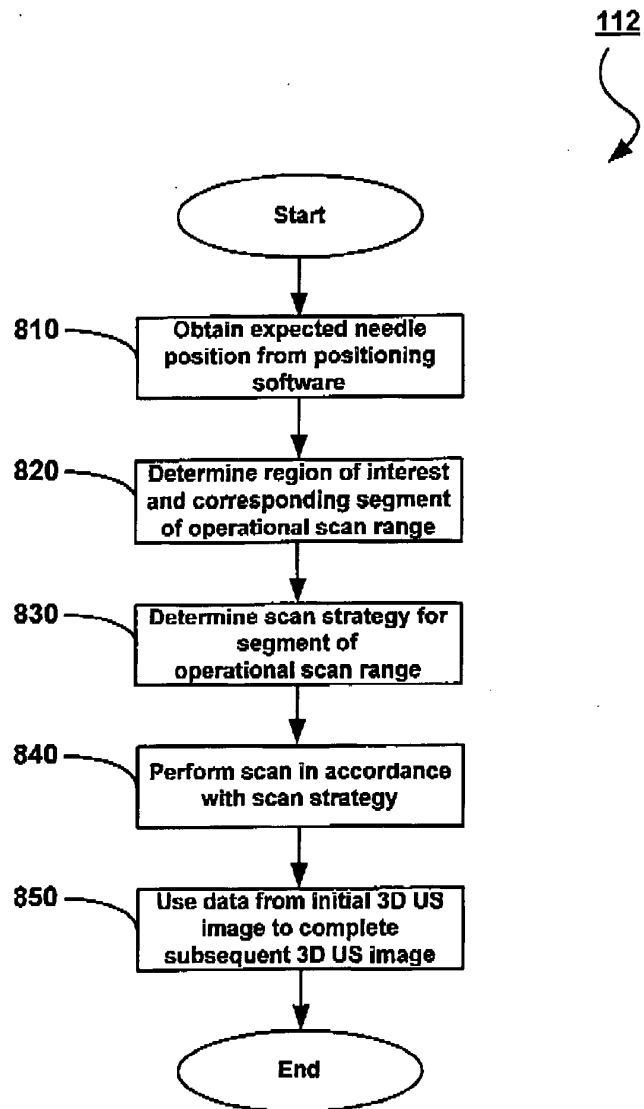 112
Start
810
Obtain expected needle
position from positioning
software
820
Determine region of interest
and corresponding segment
of operational scan range
830
Determine scan strategy for
segment of
operational scan range
840
Perform scan in accordance
with scan strategy
850
Use data from initial 3D US
image to complete
subsequent 3D US image
End